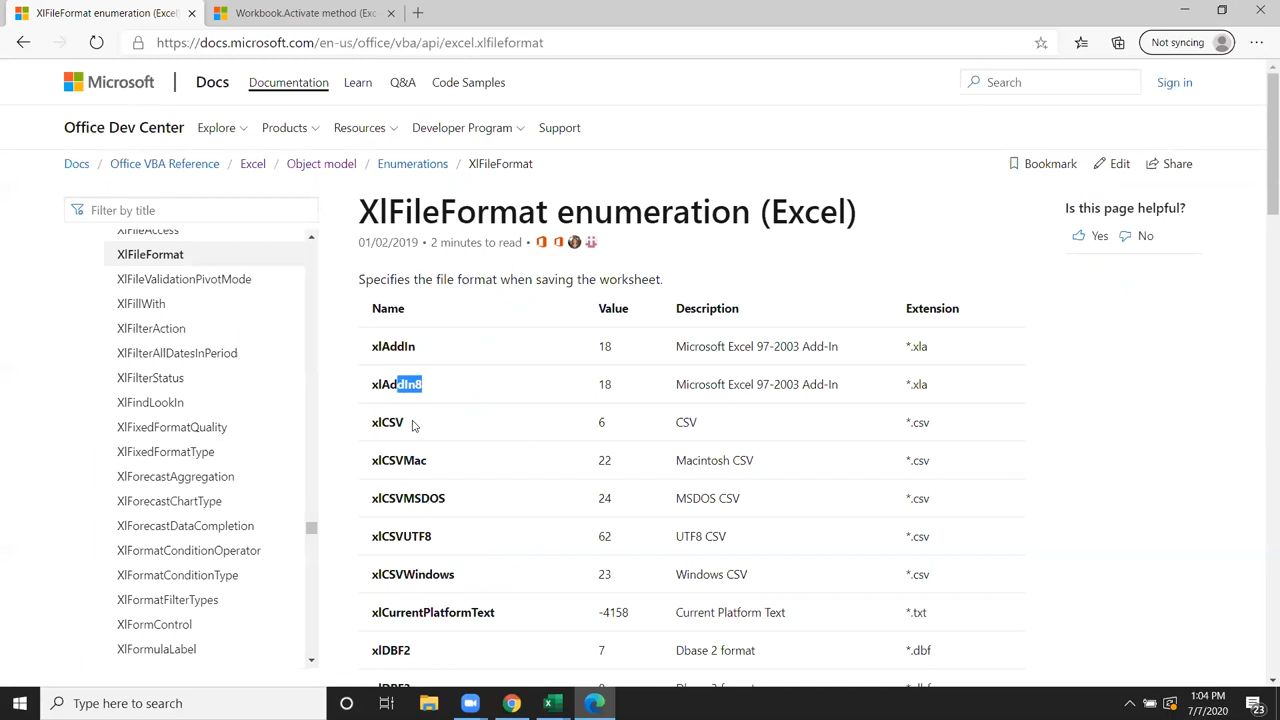 XlFileFormat enumeration (Excel)
Workbook.Activate method (Exc
https://docs.microsoft.com/en-us/office/vba/api/excel.xlfileformat
Not syncing
Microsoft
Docs
Documentation
Learn
Q&A
Code Samples
Search
Sign in
Office Dev Center
Explore
Products
Resources
Developer Program
Support
Docs / Office VBA Reference / Excel / Object model / Enumerations / XlFileFormat
Bookmark
Edit
Share
Filter by title
XlFileAccess
XlFileFormat
XlFileValidationPivotMode
XlFillWith
XlFilterAction
XlFilterAllDatesInPeriod
XlFilterStatus
XlFindLookIn
XlFixedFormatQuality
XlFixedFormatType
XlForecastAggregation
XlForecastChartType
XlForecastDataCompletion
XlFormatConditionOperator
XlFormatConditionType
XlFormatFilterTypes
XlFormControl
XlFormulaLabel
XlFileFormat enumeration (Excel)
01/02/2019 • 2 minutes to read •
Specifies the file format when saving the worksheet.
Name Value Description Extension
xlAddIn 18 Microsoft Excel 97-2003 Add-In *.xla
xlAddIn8 18 Microsoft Excel 97-2003 Add-In *.xla
xlCSV 6 CSV *.csv
xlCSVMac 22 Macintosh CSV *.csv
xlCSVMSDOS 24 MSDOS CSV *.csv
xlCSVUTF8 62 UTF8 CSV *.csv
xlCSVWindows 23 Windows CSV *.csv
xlCurrentPlatformText -4158 Current Platform Text *.txt
xlDBF2 7 Dbase 2 format *.dbf
Is this page helpful?
Yes
No
Type here to search
1:04 PM
7/7/2020
23